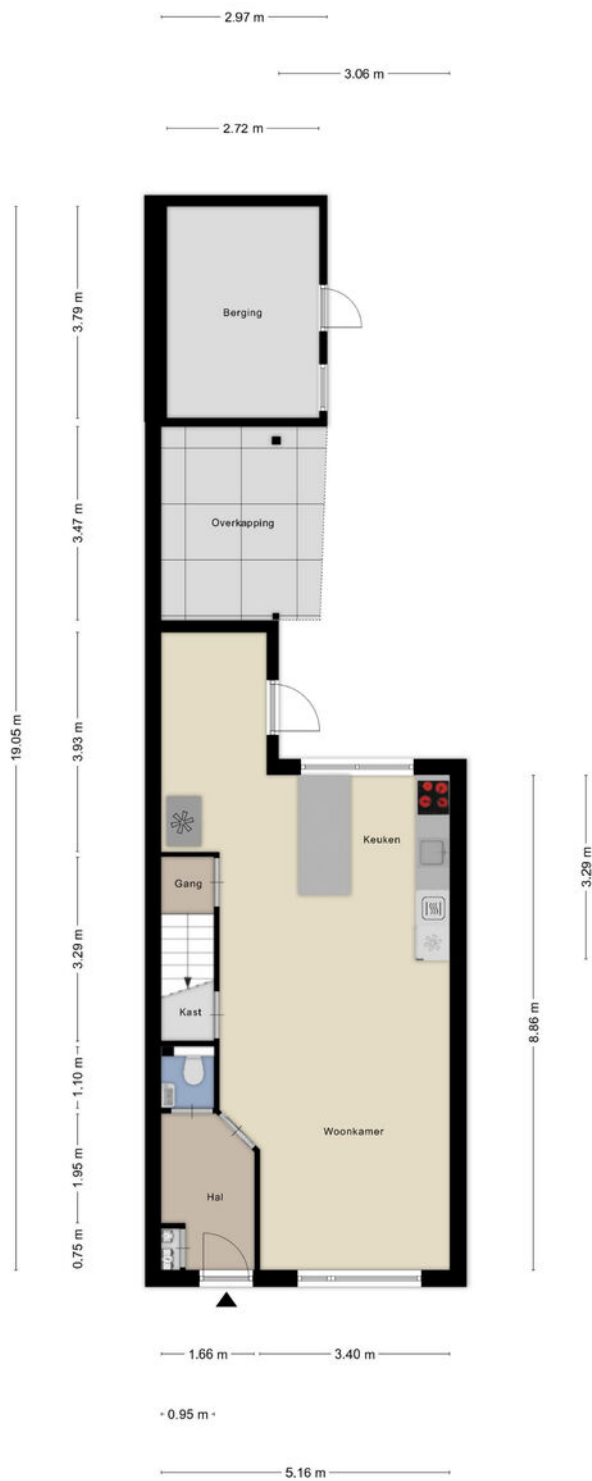 2.97 m
3.06 m
2.72 m
Berging
3.79 m
Overkapping
3.47 m
19.05 m
3.93 m
Keuken
3.29 m
Gang
3.29 m
Kast
8.86 m
1.10 m
Woonkamer
1.95 m
Hal
0.75 m
1.66 m
3.40 m
0.95 m
5.16 m